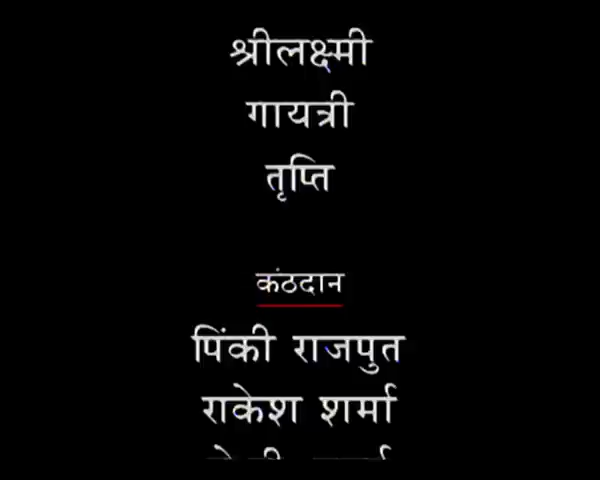 श्रीलक्ष्मी
गायत्री
तृप्ति
कंठदान
पिंकी राजपुत
राकेश शर्मा